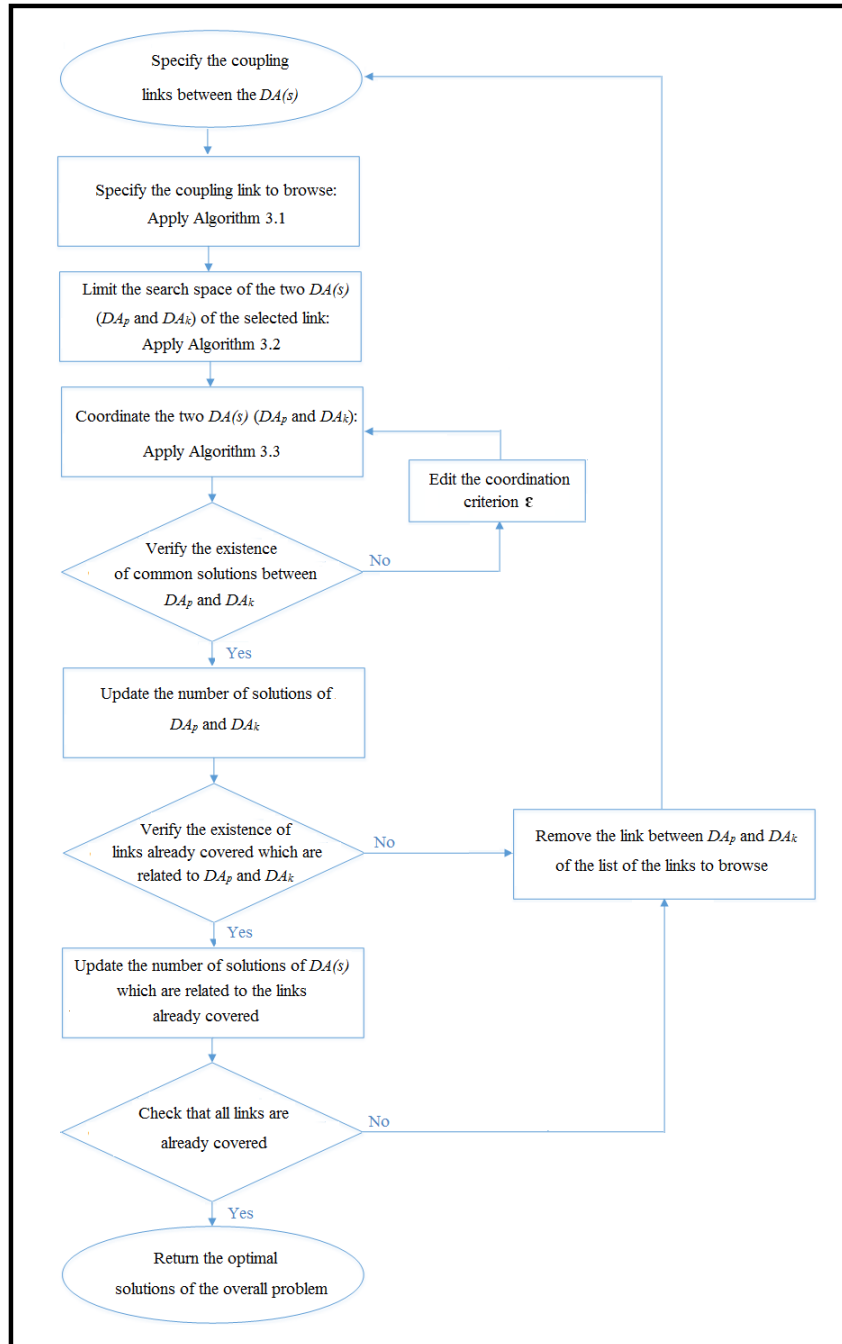 Specify the coupling
links between the DA(s)
Specify the coupling link to browse:
Apply Algorithm 3.1
Limit the search space of the two DA(s)
(DAp and DAk) of the selected link:
Apply Algorithm 3.2
Coordinate the two DA(s) (DAp and DAk):
Apply Algorithm 3.3
Edit the coordination
criterion ε
Verify the existence
of common solutions between
DAp and DAk
No
Yes
Update the number of solutions of
DAp and DAk
Verify the existence of
links already covered which are
related to DAp and DAk
No
Remove the link between DAp and DAk
of the list of the links to browse
Yes
Update the number of solutions of DA(s)
which are related to the links
already covered
Check that all links are
already covered
No
Yes
Return the optimal
solutions of the overall problem